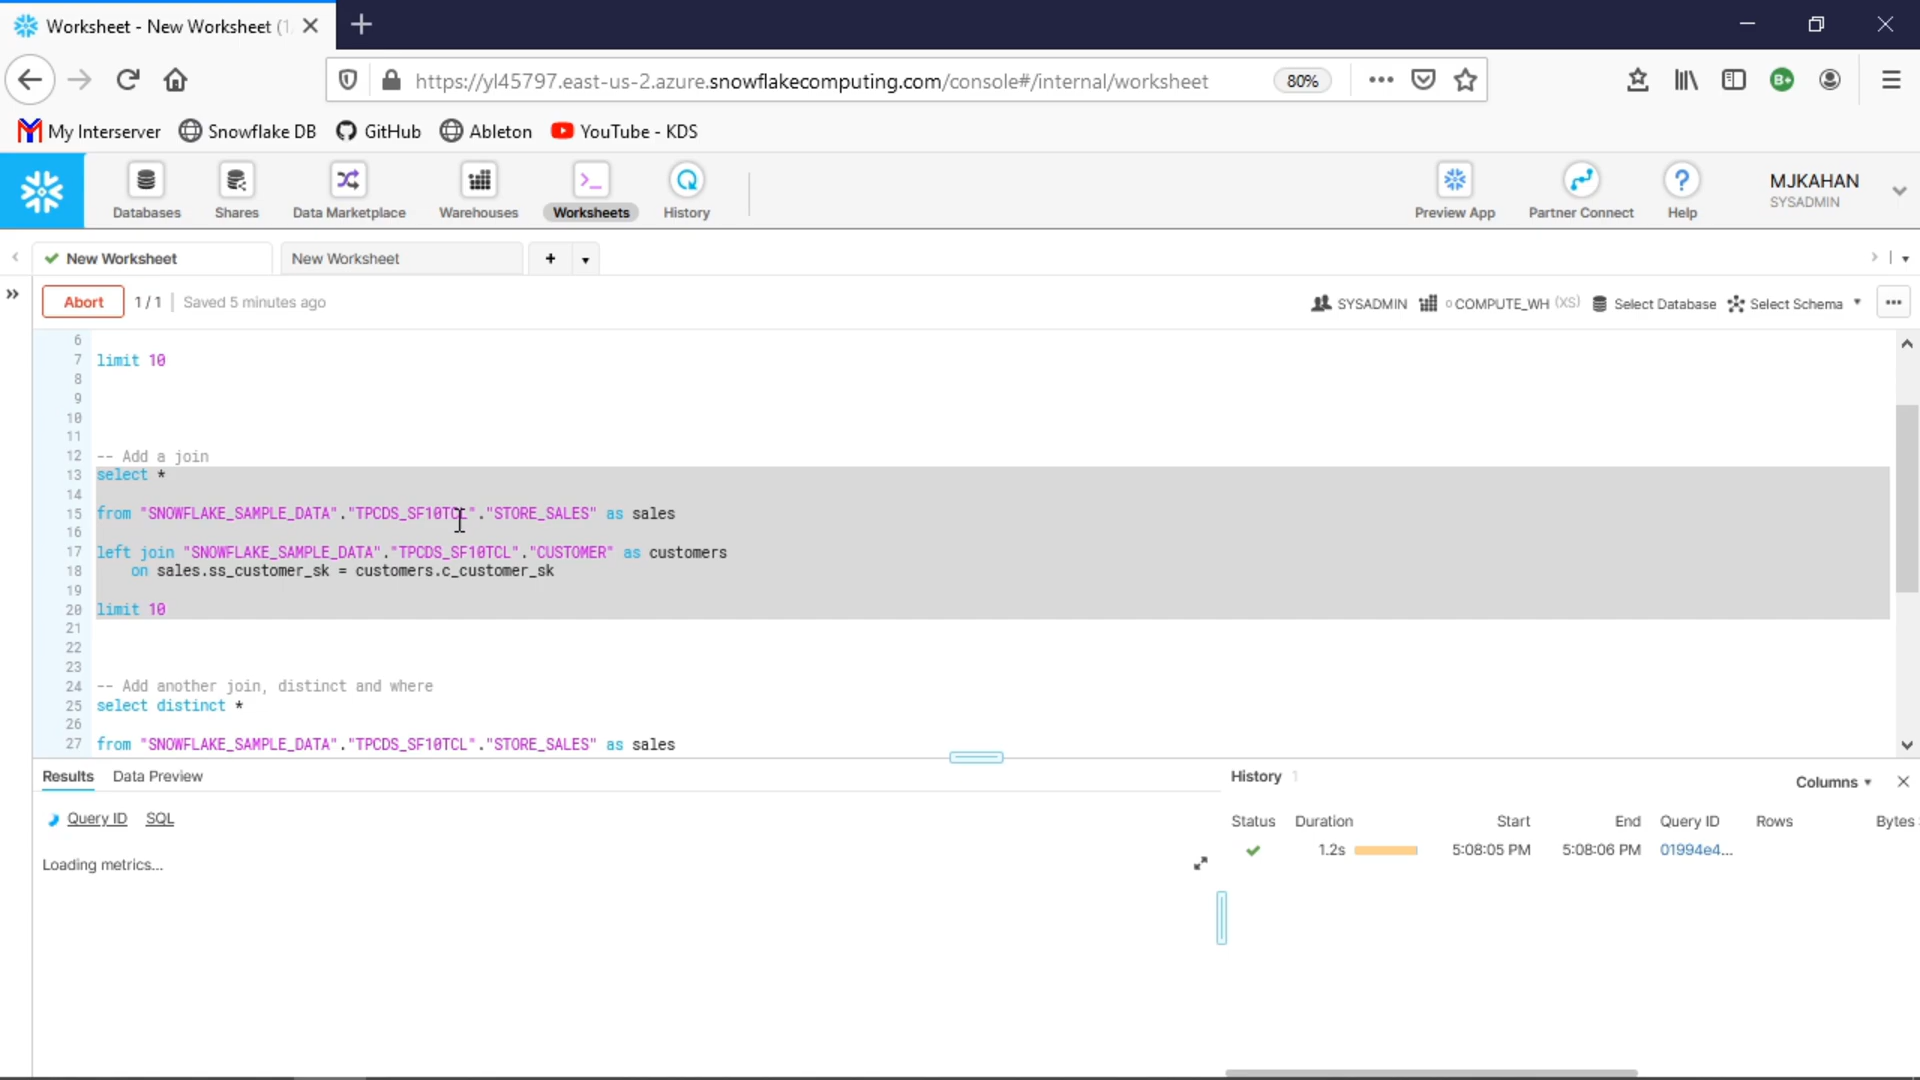 Worksheet - New Worksheet (1
https://yl45797.east-us-2.azure.snowflakecomputing.com/console#/internal/worksheet
80%
B+
My Interserver
Snowflake DB
GitHub
Ableton
YouTube - KDS
Databases
Shares
Data Marketplace
Warehouses
Worksheets
History
Preview App
Partner Connect
Help
MJKAHAN
SYSADMIN
New Worksheet
New Worksheet
Abort
1 / 1
Saved 5 minutes ago
SYSADMIN
COMPUTE_WH (XS)
Select Database
Select Schema
6
7 limit 10
8
9
10
11
12 -- Add a join
13 select *
14
15 from "SNOWFLAKE_SAMPLE_DATA"."TPCDS_SF10TCL"."STORE_SALES" as sales
16
17 left join "SNOWFLAKE_SAMPLE_DATA"."TPCDS_SF10TCL"."CUSTOMER" as customers
18 on sales.ss_customer_sk = customers.c_customer_sk
19
20 limit 10
21
22
23
24 -- Add another join, distinct and where
25 select distinct *
26
27 from "SNOWFLAKE_SAMPLE_DATA"."TPCDS_SF10TCL"."STORE_SALES" as sales
Results
Data Preview
Query ID
SQL
Loading metrics...
History 1
Columns
Status Duration Start End Query ID Rows Bytes
1.2s 5:08:05 PM 5:08:06 PM 01994e4...